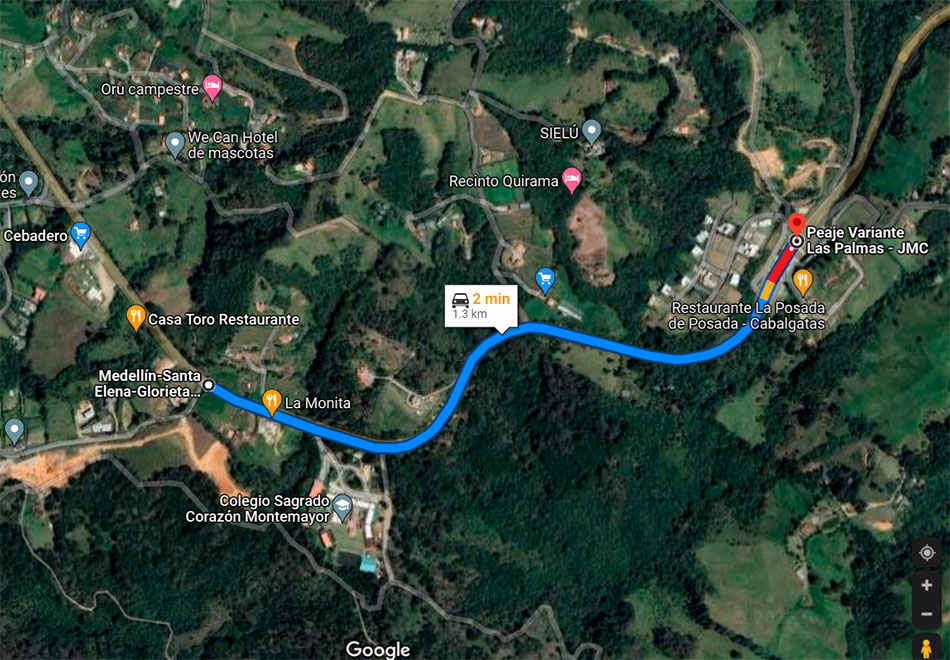 Oru campestre
We Can Hotel
de mascotas
SIELÚ
Recinto Quirama
ón
tes
Cebadero
Peaje Variante
Las Palmas - JMC
2 min
1.3 km
Restaurante La Posada
de Posada - Cabalgatas
Casa Toro Restaurante
Medellín-Santa
Elena-Glorieta...
La Monita
Colegio Sagrado
Corazón Montemayor
Google